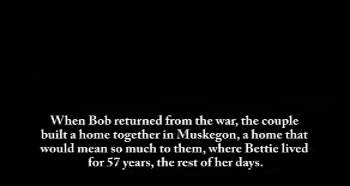 When Bob returned from the war, the couple
built a home together in Muskegon, a home that
would mean so much to them, where Bettie lived
for 57 years, the rest of her days.